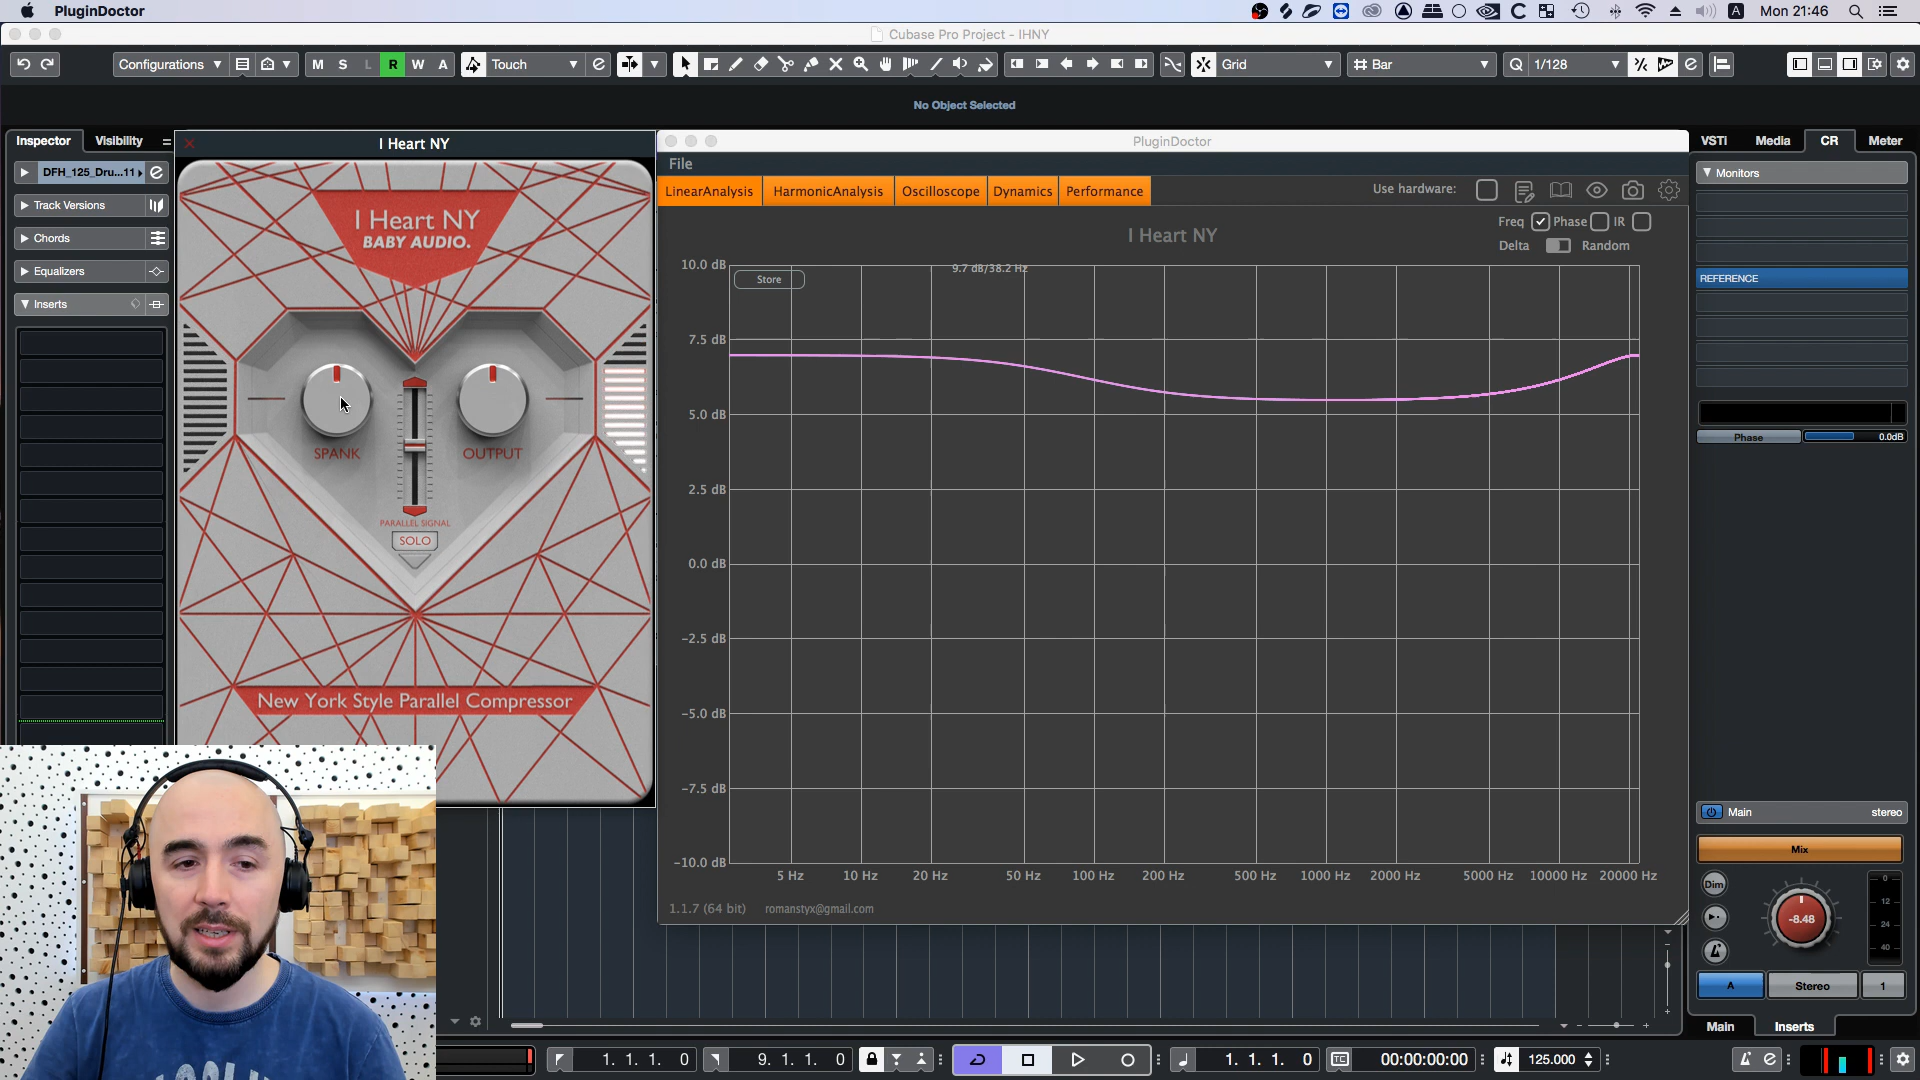 PluginDoctor
A
Mon 21:46
Cubase Pro Project - IHNY
Configurations
M S L R W A
Touch
Grid
Bar
Q 1/128
No Object Selected
Inspector
Visibility
DFH_125_Dru...11
Track Versions
Chords
Equalizers
Inserts
I Heart NY
I Heart NY
BABY AUDIO.
SPANK
OUTPUT
PARALLEL SIGNAL
SOLO
New York Style Parallel Compressor
PluginDoctor
File
LinearAnalysis
HarmonicAnalysis
Oscilloscope
Dynamics
Performance
Use hardware:
Freq
Phase
IR
Delta
Random
I Heart NY
Store
9.7 dB/38.2 Hz
10.0 dB
7.5 dB
5.0 dB
2.5 dB
0.0 dB
−2.5 dB
−5.0 dB
−7.5 dB
−10.0 dB
5 Hz
10 Hz
20 Hz
50 Hz
100 Hz
200 Hz
500 Hz
1000 Hz
2000 Hz
5000 Hz
10000 Hz
20000 Hz
1.1.7 (64 bit)
romanstyx@gmail.com
VSTi
Media
CR
Meter
Monitors
REFERENCE
Phase
0.0dB
Main
stereo
Mix
Dim
-8.48
0
12
24
40
A
Stereo
1
Main
Inserts
1. 1. 1. 0
9. 1. 1. 0
1. 1. 1. 0
TC
00:00:00:00
125.000